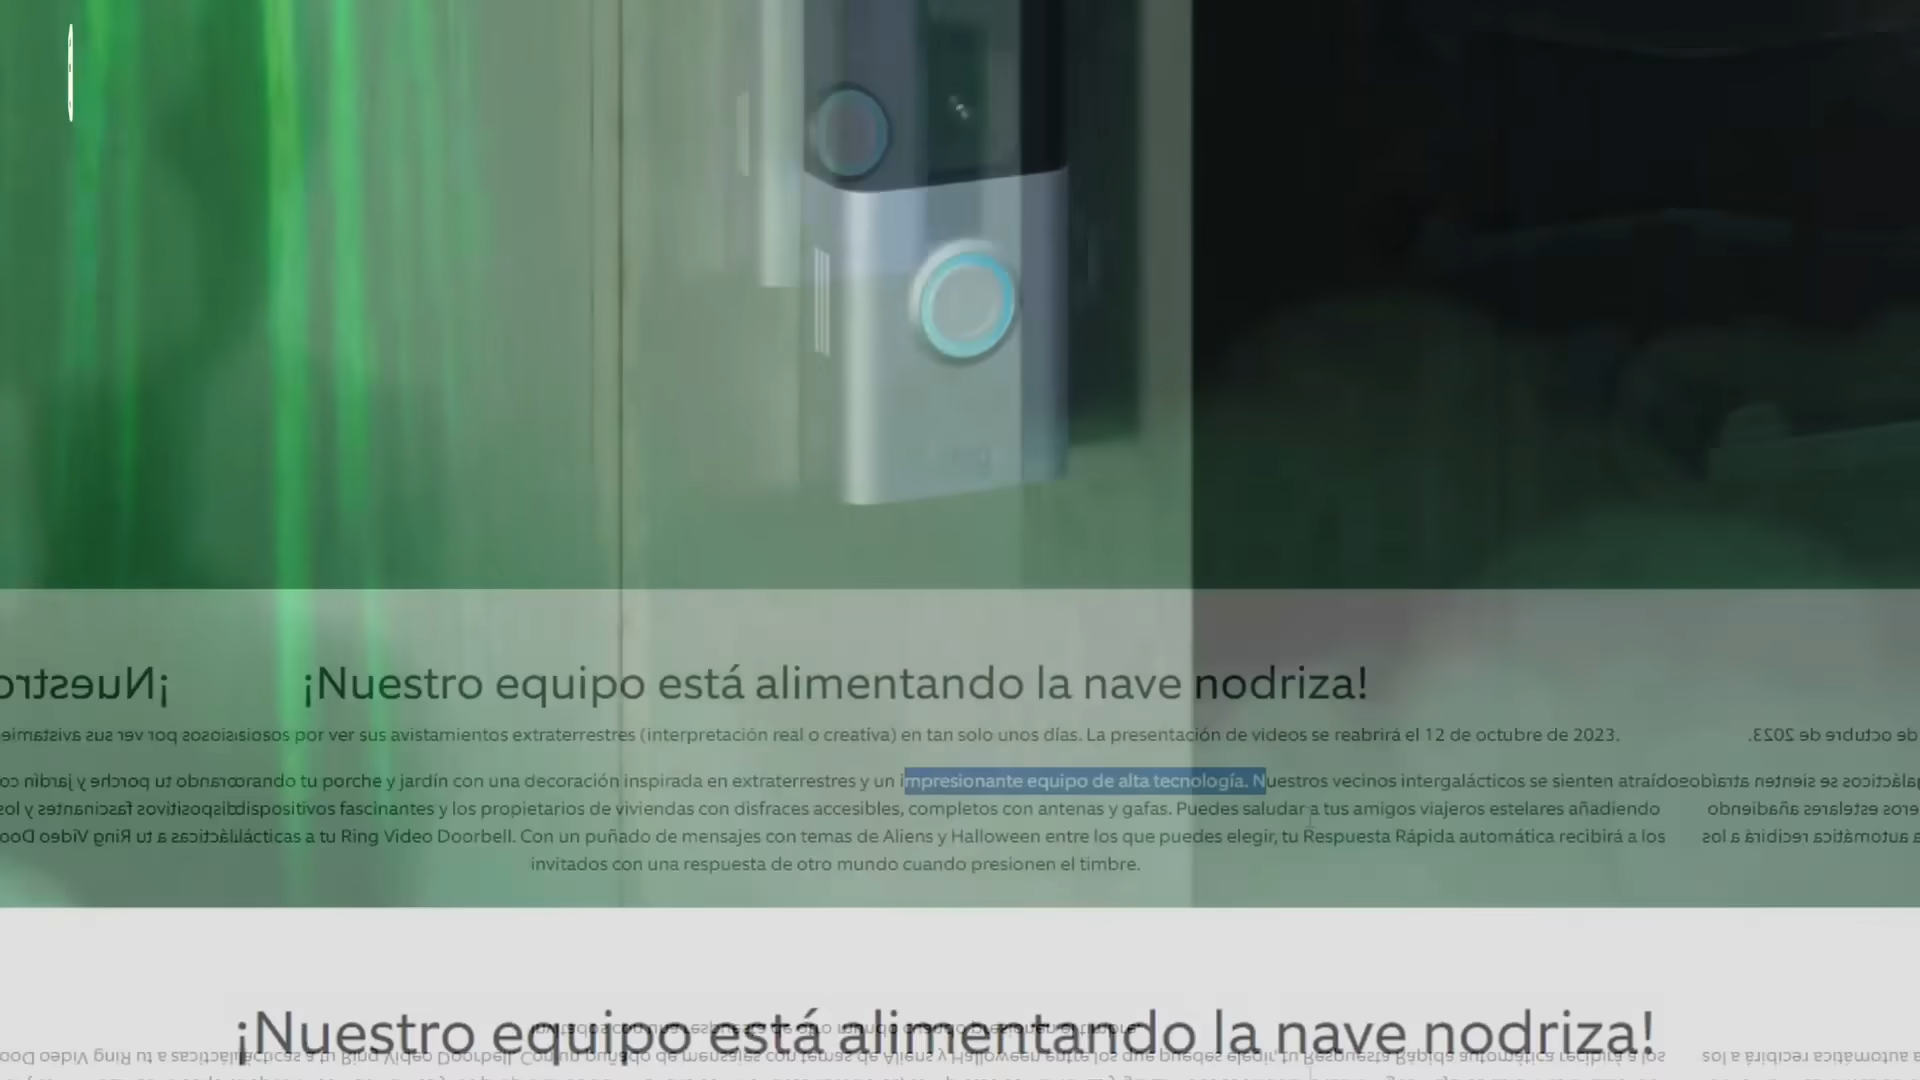 ¡Nuestro equipo está alimentando la nave nodriza!
por ver sus avistamientos extraterrestres (interpretación real o creativa) en tan solo unos días. La presentación de videos se reabrirá el 12 de octubre de 2023.
tu porche y jardín con una decoración inspirada en extraterrestres y un impresionante equipo de alta tecnología. Nuestros vecinos intergalácticos se sienten
fascinantes y los propietarios de viviendas con disfraces accesibles, completos con antenas y gafas. Puedes saludar a tus amigos viajeros estelares añadiendo
a tu Ring Video Doorbell. Con un puñado de mensajes con temas de Aliens y Halloween entre los que puedes elegir, tu Respuesta Rápida automática recibirá a los
invitados con una respuesta de otro mundo cuando presionen el timbre.
¡Nuestro equipo está alimentando la nave nodriza!